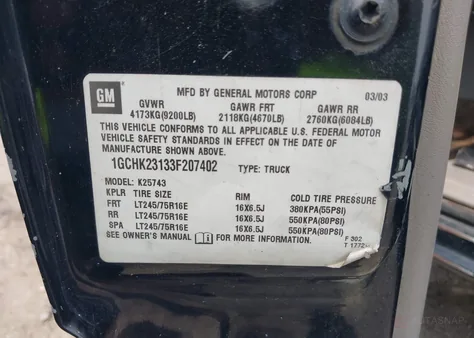 GM
MFD BY GENERAL MOTORS CORP 03/03
GVWR GAWR FRT GAWR RR
4173KG(9200LB) 2118KG(4670LB) 2760KG(6084LB)
THIS VEHICLE CONFORMS TO ALL APPLICABLE U.S. FEDERAL MOTOR
VEHICLE SAFETY STANDARDS IN EFFECT ON THE DATE OF
MANUFACTURE SHOWN ABOVE.
1GCHK23133F207402 TYPE: TRUCK
MODEL: K25743
KPLR TIRE SIZE RIM COLD TIRE PRESSURE
FRT LT245/75R16E 16X6.5J 380KPA(55PSI)
RR LT245/75R16E 16X6.5J 550KPA(80PSI)
SPA LT245/75R16E 16X6.5J 550KPA(80PSI)
SEE OWNER'S MANUAL FOR MORE INFORMATION.
F 302